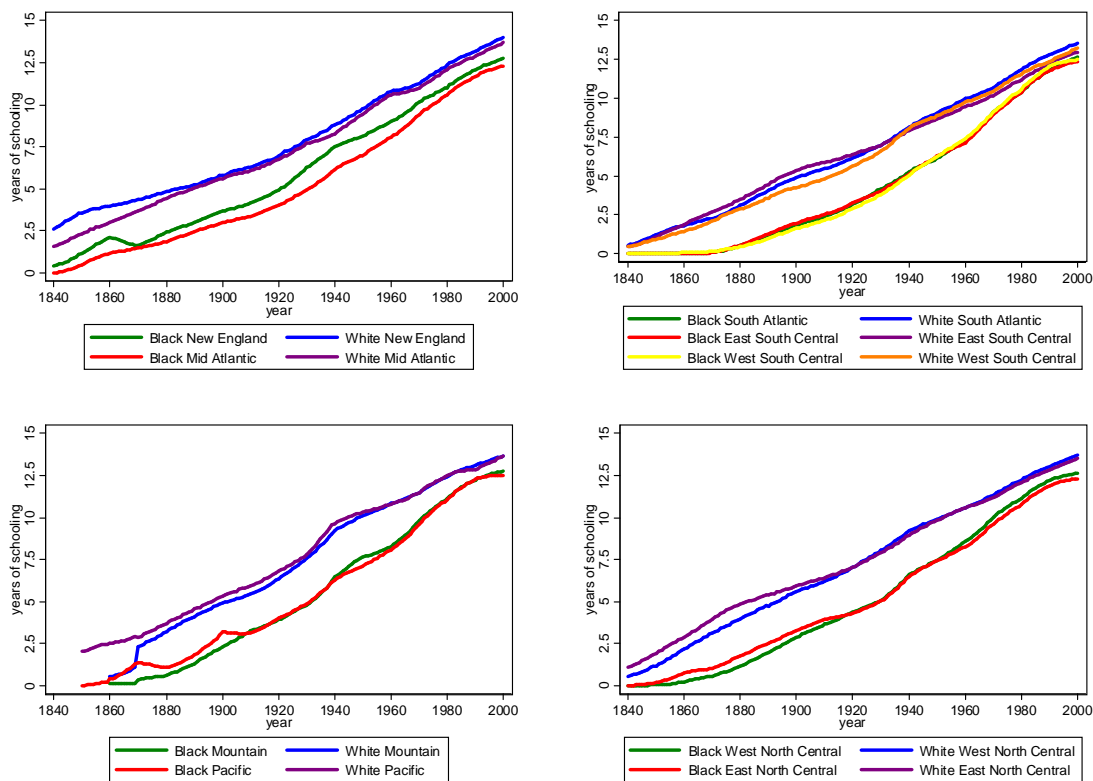 years of schooling
15
12.5
10
7.5
5
2.5
0
1840 1860 1880 1900 1920 1940 1960 1980 2000
year
Black New England White New England
Black Mid Atlantic White Mid Atlantic
years of schooling
15
12.5
10
7.5
5
2.5
0
1840 1860 1880 1900 1920 1940 1960 1980 2000
year
Black South Atlantic White South Atlantic
Black East South Central White East South Central
Black West South Central White West South Central
years of schooling
15
12.5
10
7.5
5
2.5
0
1840 1860 1880 1900 1920 1940 1960 1980 2000
year
Black Mountain White Mountain
Black Pacific White Pacific
years of schooling
15
12.5
10
7.5
5
2.5
0
1840 1860 1880 1900 1920 1940 1960 1980 2000
year
Black West North Central White West North Central
Black East North Central White East North Central